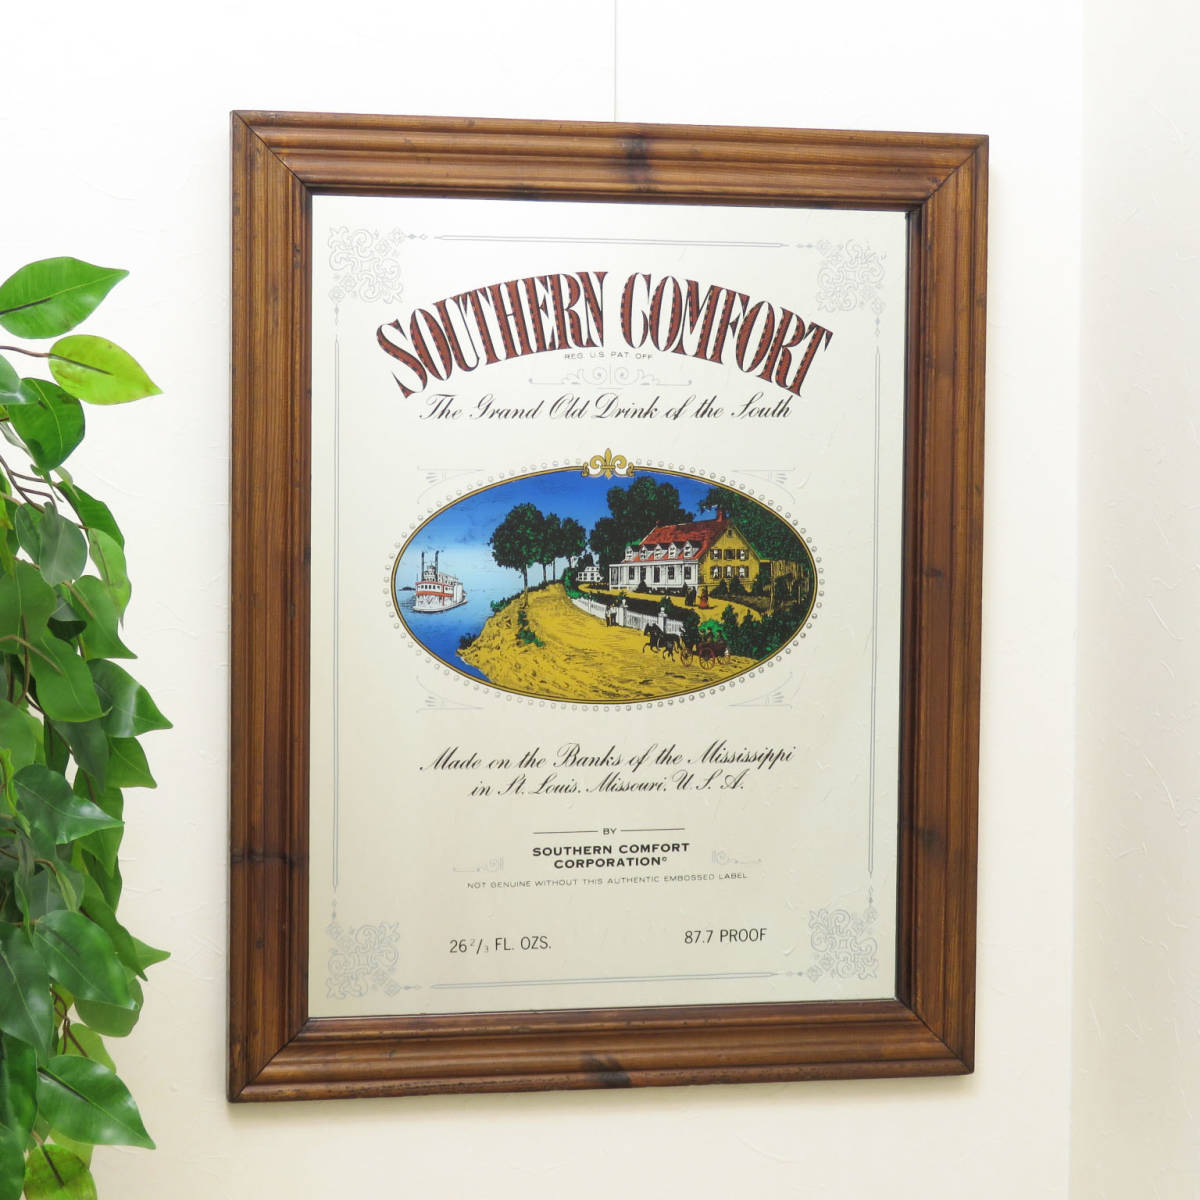 SOUTHERN COMFORT
REG. U.S. PAT. OFF.
The Grand Old Drink of the South
Made on the Banks of the Mississippi
in St. Louis, Missouri, U.S.A.
BY
SOUTHERN COMFORT
CORPORATION©
NOT GENUINE WITHOUT THIS AUTHENTIC EMBOSSED LABEL
26 2/3 FL. OZS.
87.7 PROOF